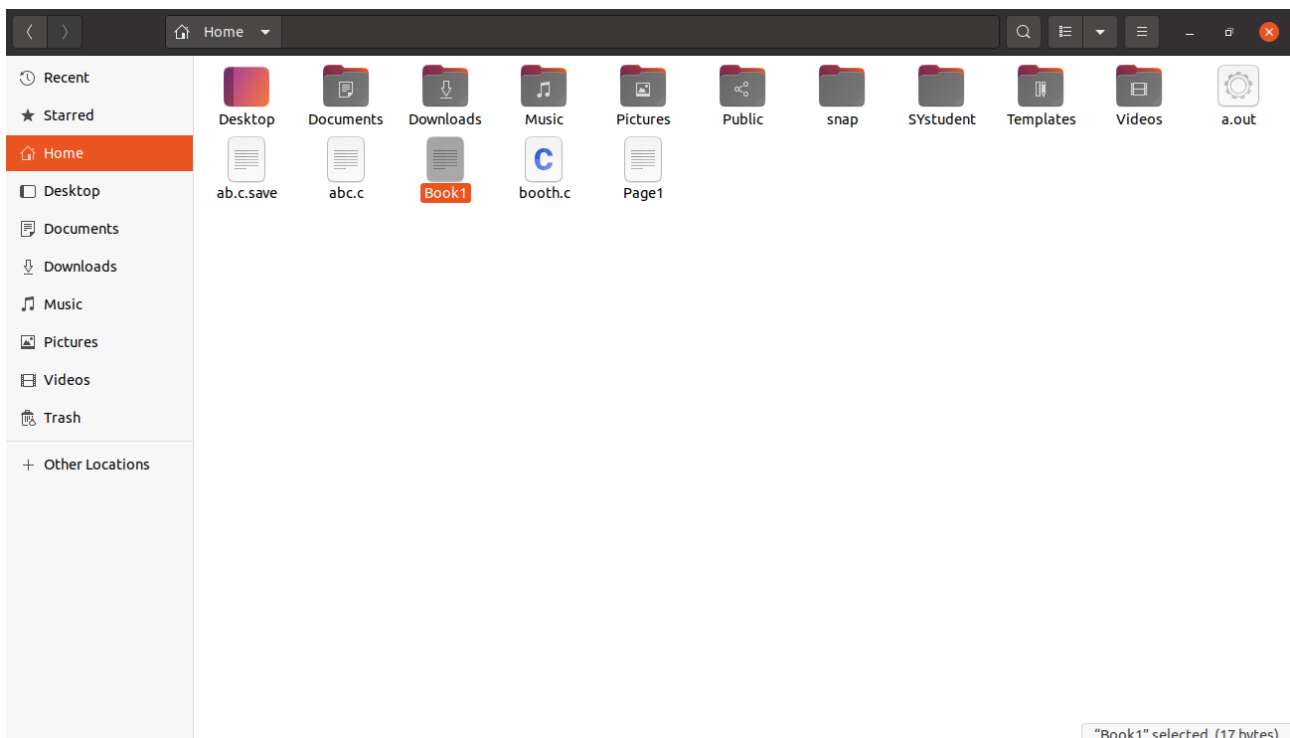 Home
Recent
Starred
Home
Desktop
Documents
Downloads
Music
Pictures
Videos
Trash
Other Locations
Desktop Documents Downloads Music Pictures Public snap SYstudent Templates Videos a.out
ab.c.save abc.c Book1 booth.c Page1
"Book1" selected (17 bytes)